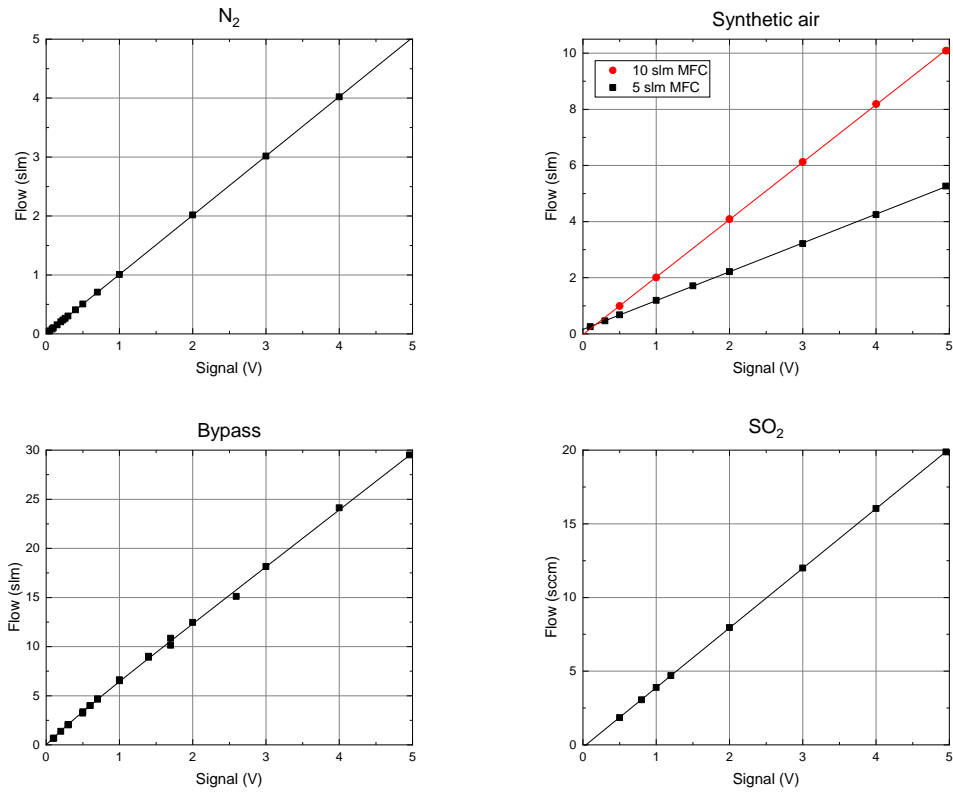 N₂
5
4
3
2
1
0
Flow (slm)
0 1 2 3 4 5
Signal (V)
Synthetic air
10 slm MFC
5 slm MFC
10
8
6
4
2
0
Flow (slm)
0 1 2 3 4 5
Signal (V)
Bypass
30
25
20
15
10
5
0
Flow (slm)
0 1 2 3 4 5
Signal (V)
SO₂
20
15
10
5
0
Flow (sccm)
0 1 2 3 4 5
Signal (V)